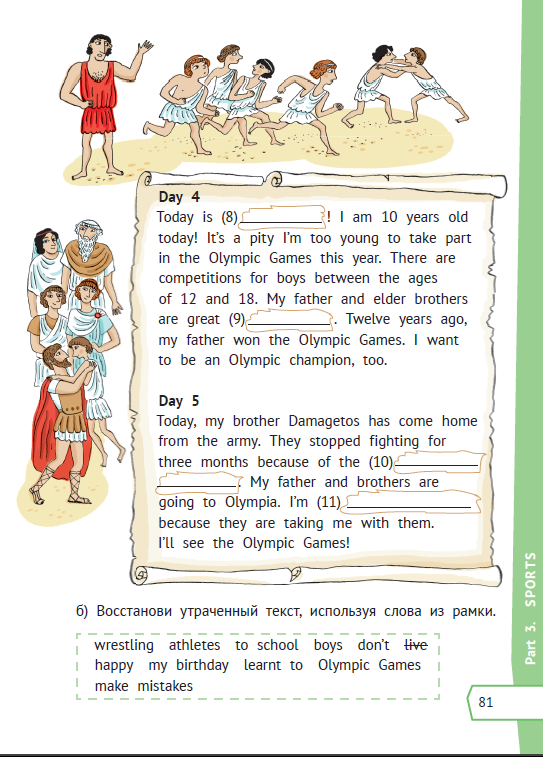 Day 4
Today is (8) ! I am 10 years old
today! It's a pity I'm too young to take part
in the Olympic Games this year. There are
competitions for boys between the ages
of 12 and 18. My father and elder brothers
are great (9) . Twelve years ago,
my father won the Olympic Games. I want
to be an Olympic champion, too.
Day 5
Today, my brother Damagetos has come home
from the army. They stopped fighting for
three months because of the (10)
. My father and brothers are
going to Olympia. I'm (11)
because they are taking me with them.
I'll see the Olympic Games!
б) Восстанови утраченный текст, используя слова из рамки.
wrestling athletes to school boys don't live
happy my birthday learnt to Olympic Games
make mistakes
Part 3. SPORTS
81